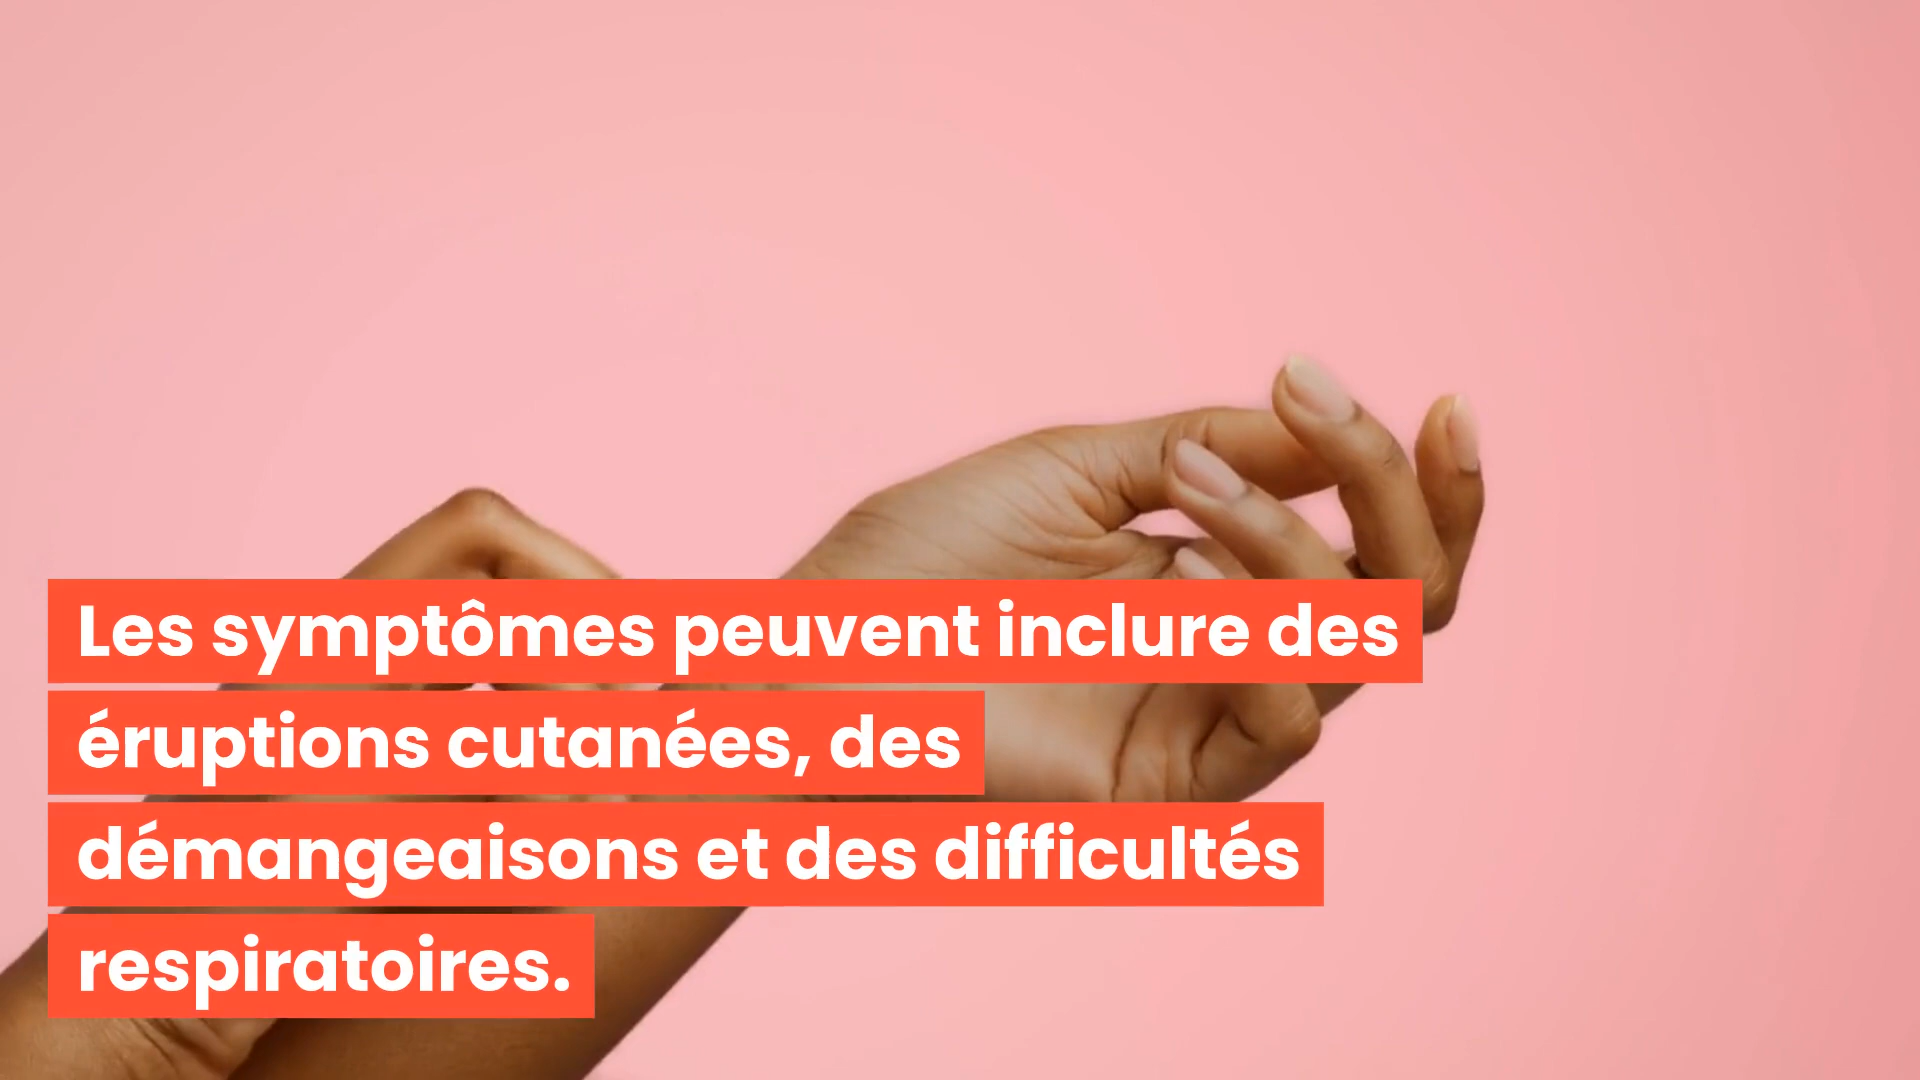 Les symptômes peuvent inclure des
éruptions cutanées, des
démangeaisons et des difficultés
respiratoires.